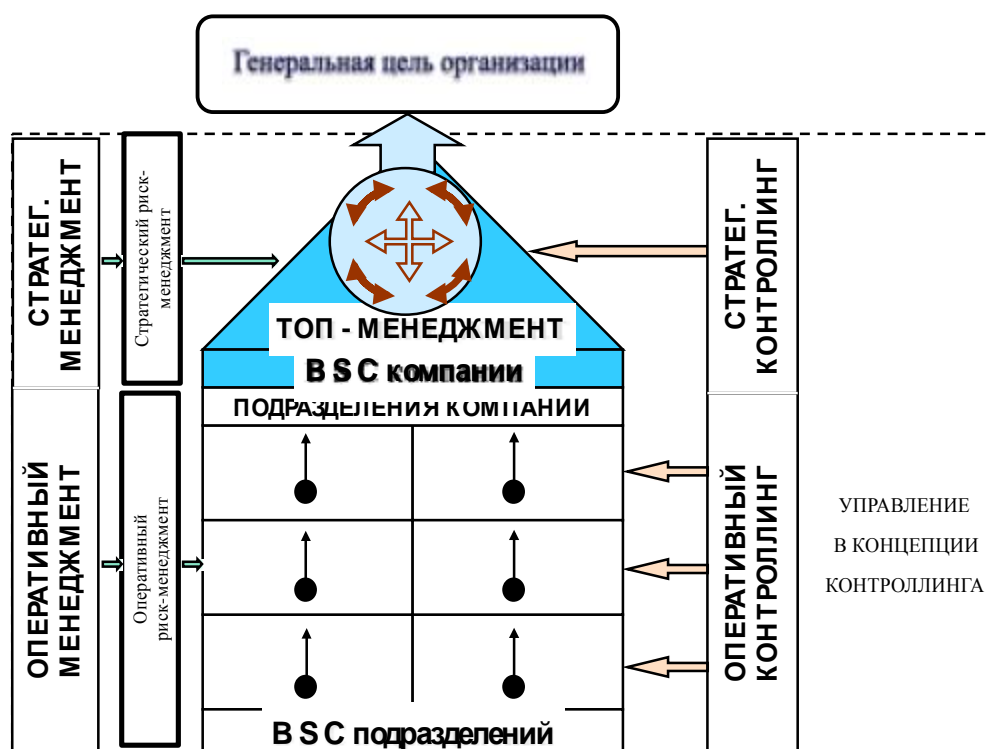 Генеральная цель организации
СТРАТЕГ.
МЕНЕДЖМЕНТ
Стратегический риск-
менеджмент
ТОП - МЕНЕДЖМЕНТ
B S C компании
СТРАТЕГ.
КОНТРОЛЛИНГ
ПОДРАЗДЕЛЕНИЯ КОМПАНИИ
ОПЕРАТИВНЫЙ
МЕНЕДЖМЕНТ
Оперативный
риск-менеджмент
ОПЕРАТИВНЫЙ
КОНТРОЛЛИНГ
УПРАВЛЕНИЕ
В КОНЦЕПЦИИ
КОНТРОЛЛИНГА
B S C подразделений